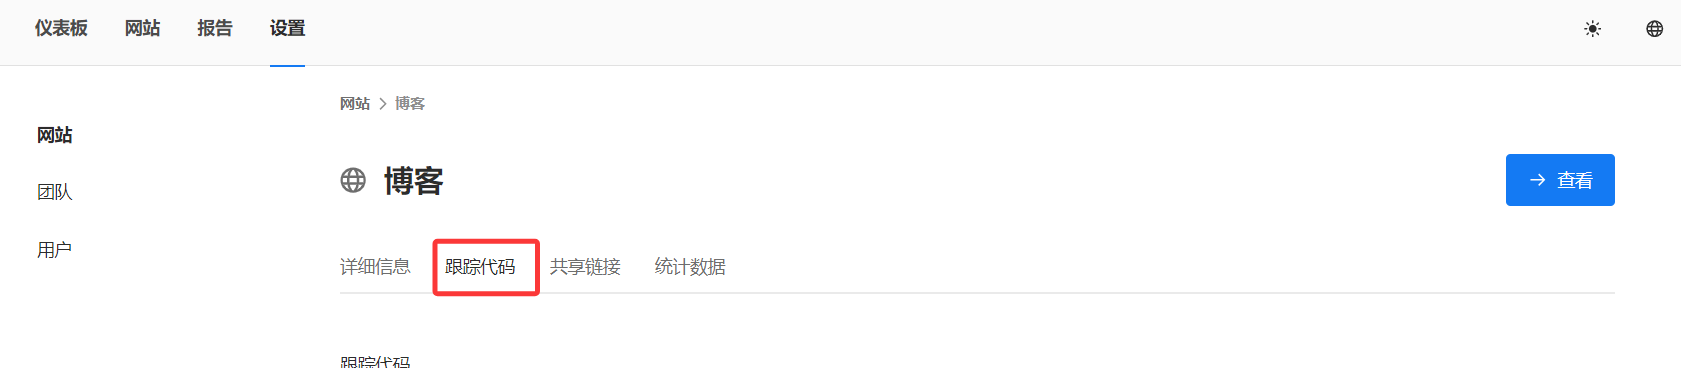 仪表板 网站 报告 设置
网站 > 博客
网站
团队
用户
博客
查看
详细信息 跟踪代码 共享链接 统计数据
跟踪代码